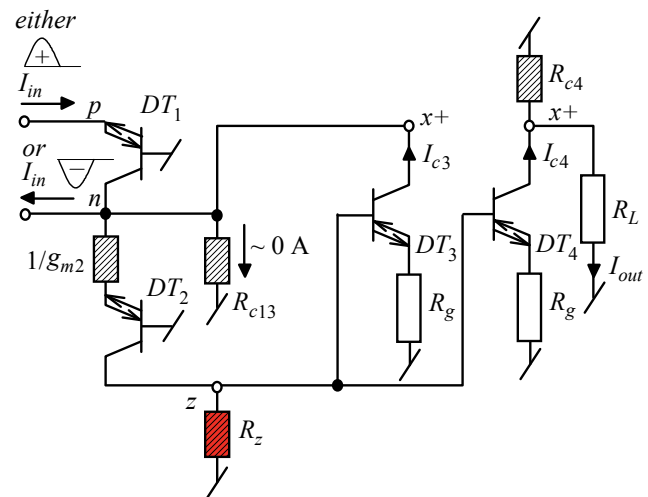 either
+
I_in
p
DT_1
or
I_in
−
n
1/g_m2
DT_2
~ 0 A
R_c13
x+
I_c3
DT_3
R_g
R_c4
x+
I_c4
DT_4
R_g
R_L
I_out
z
R_z